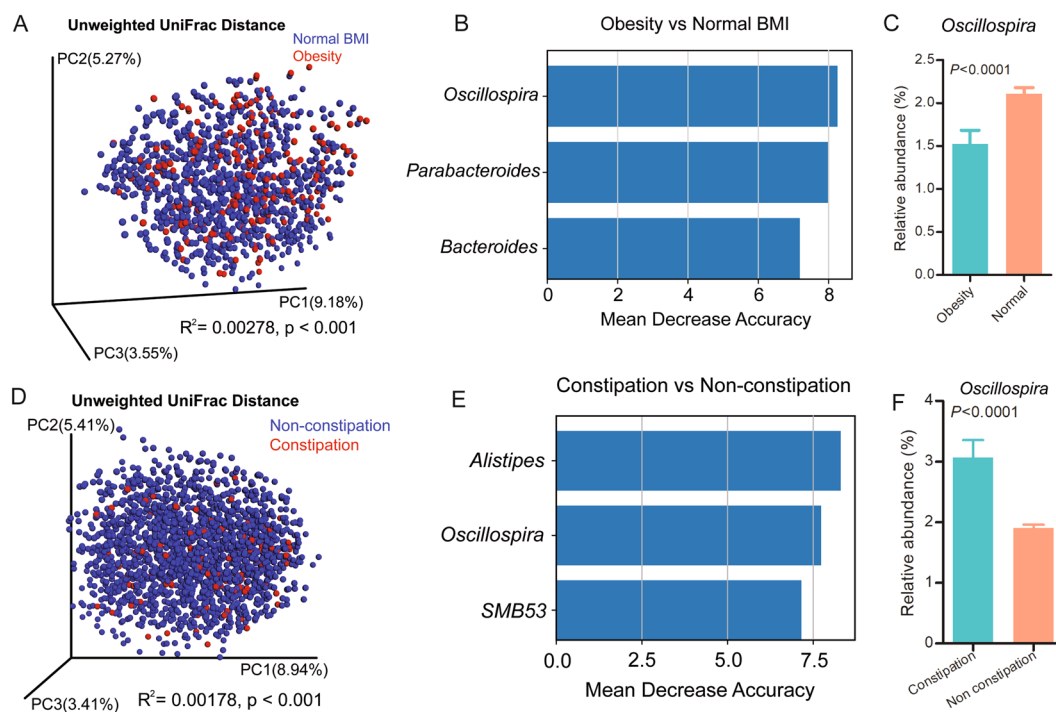 A
Unweighted UniFrac Distance
Normal BMI
Obesity
PC2(5.27%)
PC1(9.18%)
R²= 0.00278, p < 0.001
PC3(3.55%)
B
Obesity vs Normal BMI
Oscillospira
Parabacteroides
Bacteroides
0 2 4 6 8
Mean Decrease Accuracy
C
Oscillospira
P<0.0001
Relative abundance (%)
2.5
2.0
1.5
1.0
0.5
0.0
Obesity
Normal
D
Unweighted UniFrac Distance
Non-constipation
Constipation
PC2(5.41%)
PC1(8.94%)
R²= 0.00178, p < 0.001
PC3(3.41%)
E
Constipation vs Non-constipation
Alistipes
Oscillospira
SMB53
0.0 2.5 5.0 7.5
Mean Decrease Accuracy
F
Oscillospira
P<0.0001
Relative abundance (%)
4
3
2
1
0
Constipation
Non constipation